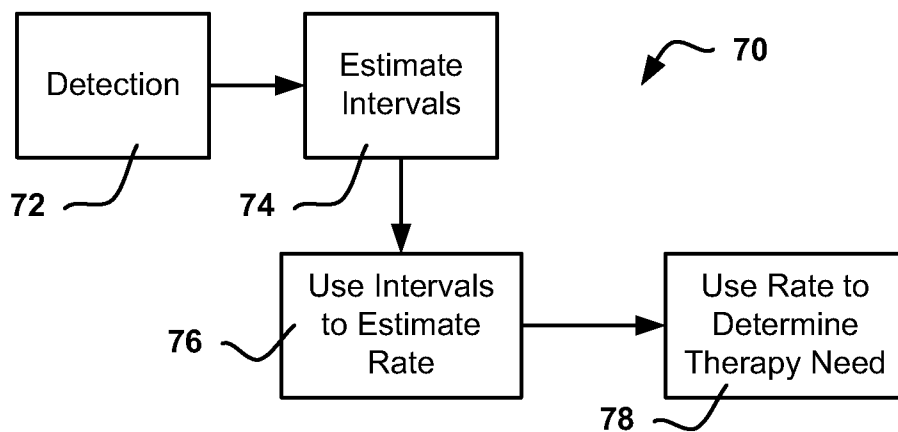 Detection
Estimate
Intervals
70
72
74
Use Intervals
to Estimate
Rate
76
Use Rate to
Determine
Therapy Need
78